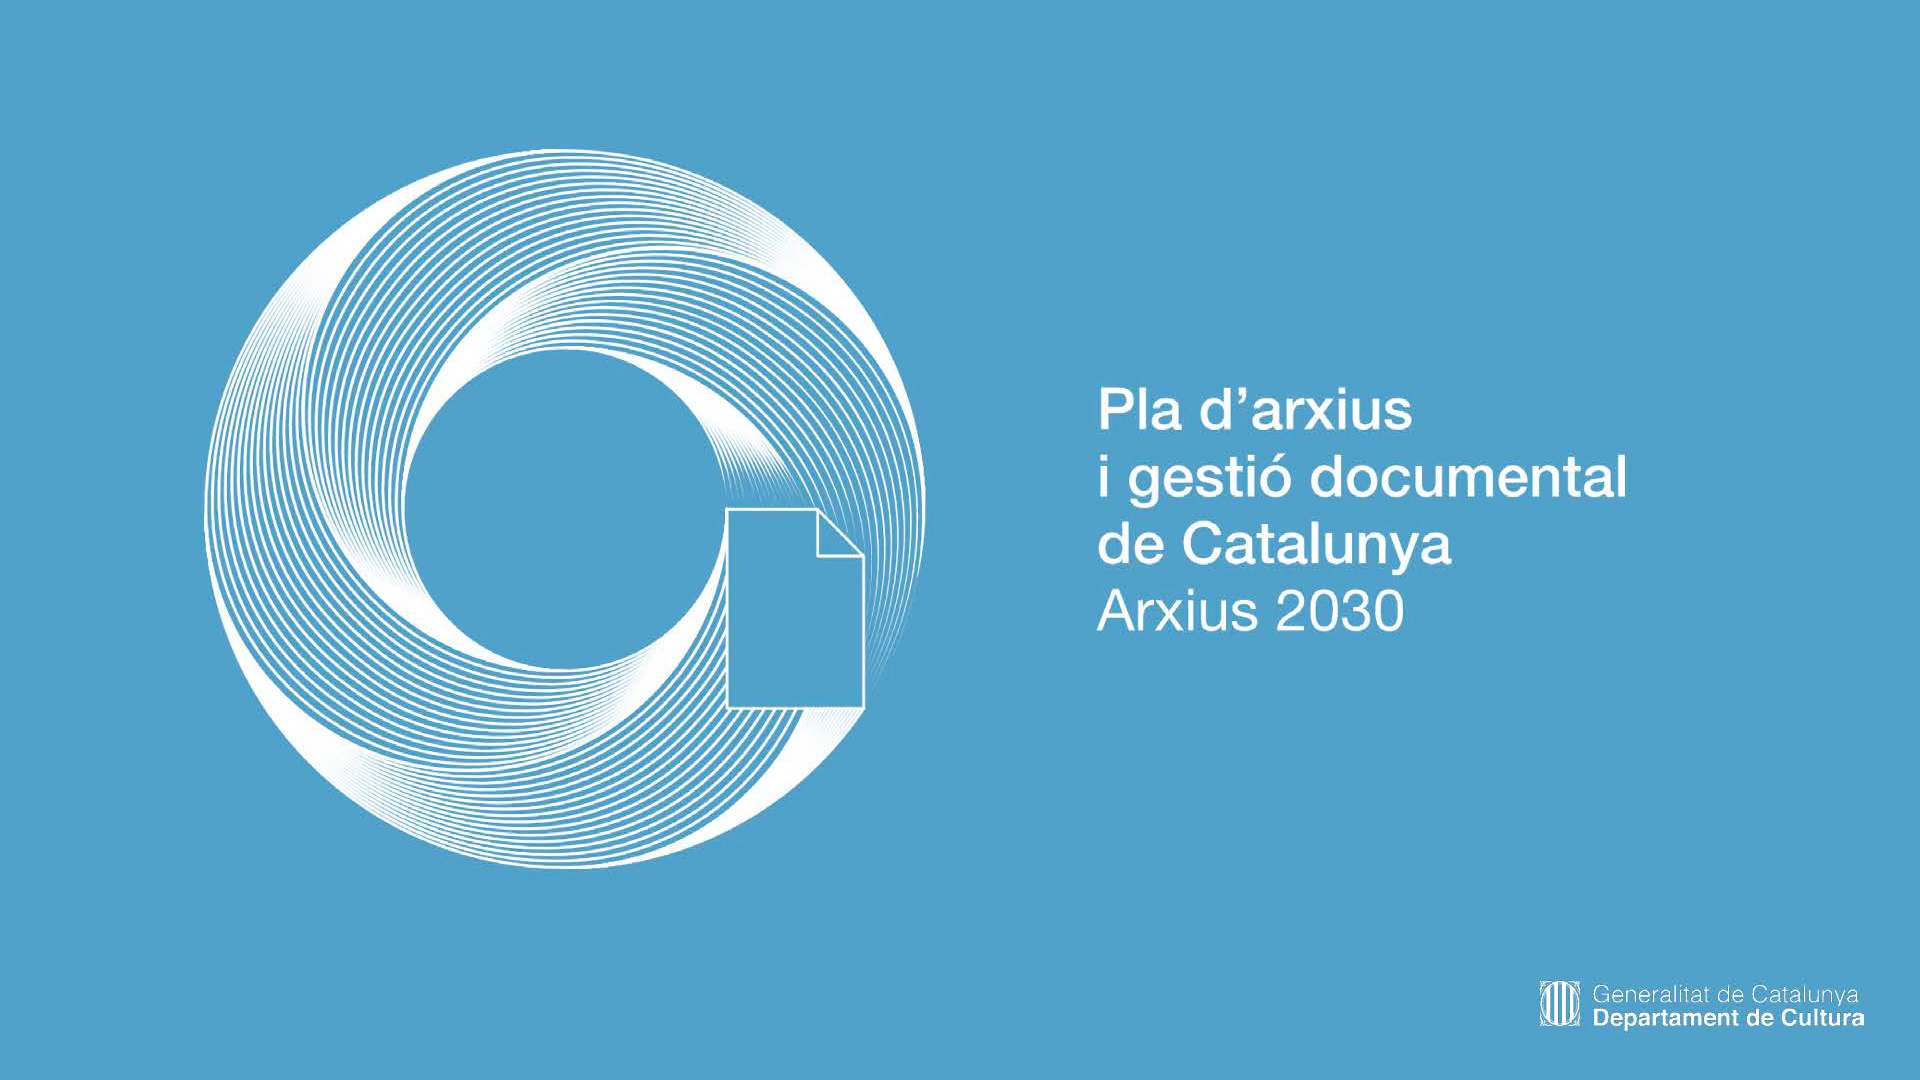 Pla d’arxius
i gestió documental
de Catalunya
Arxius 2030
Generalitat de Catalunya
Departament de Cultura